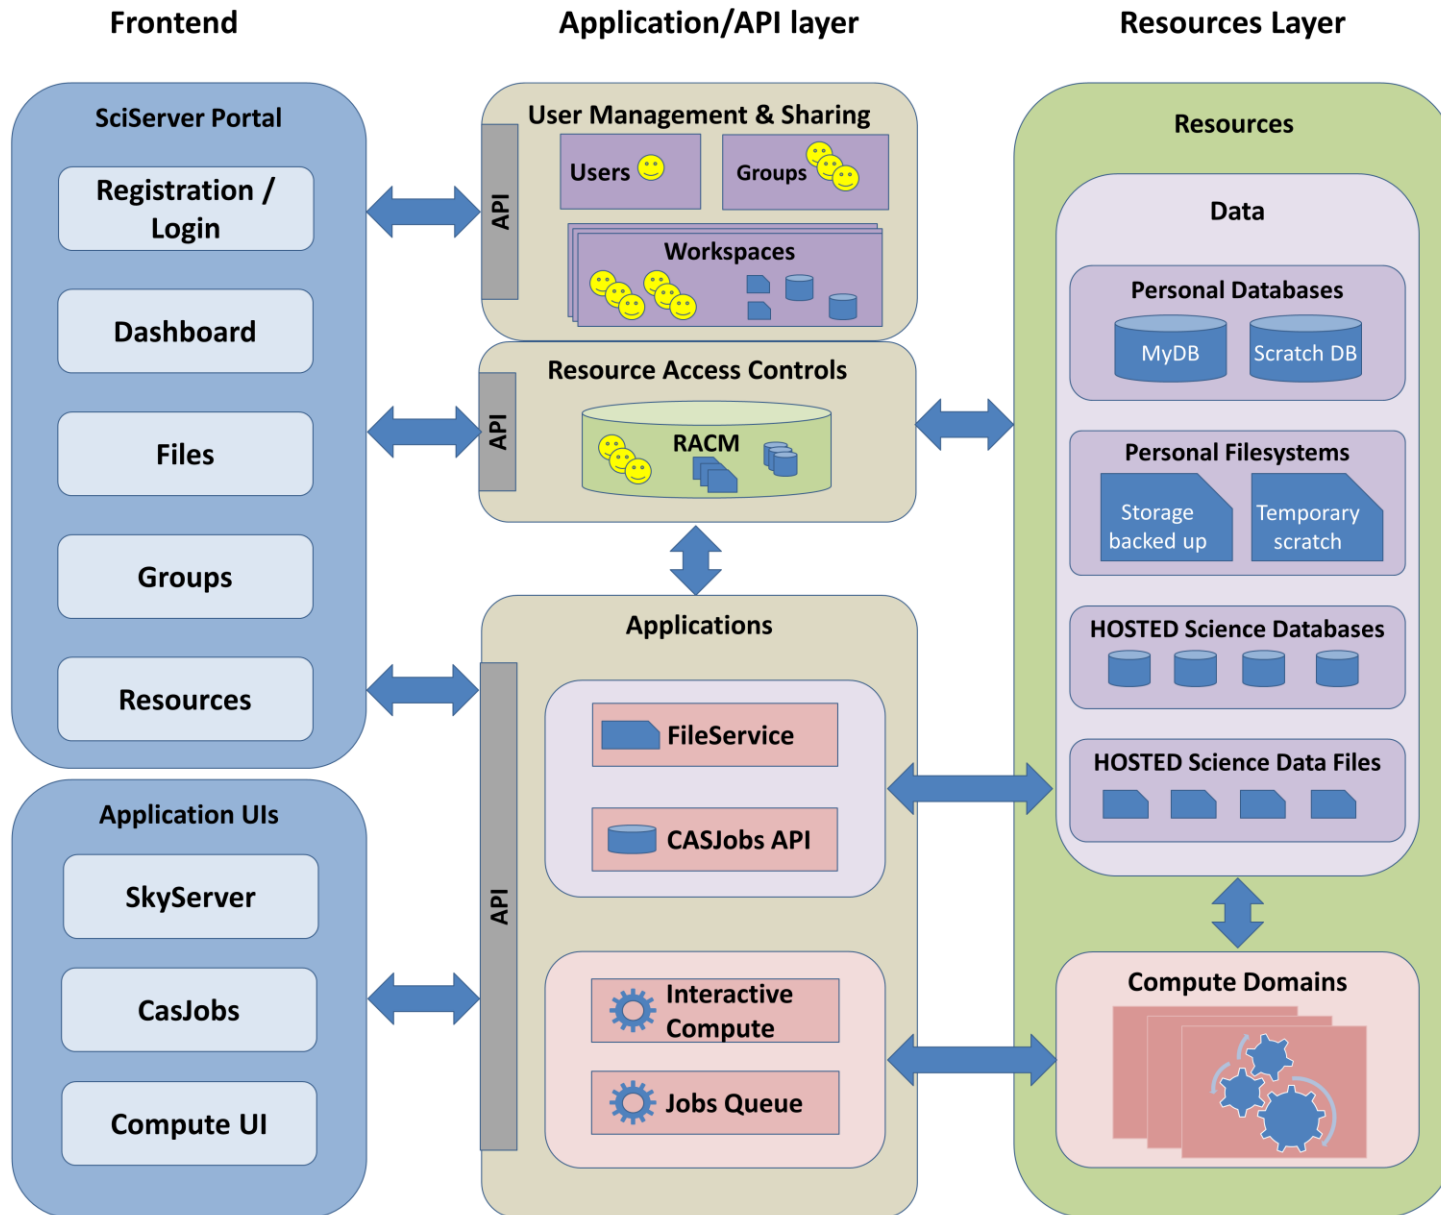 Frontend
Application/API layer
Resources Layer
SciServer Portal
Registration /
Login
Dashboard
Files
Groups
Resources
Application UIs
SkyServer
CasJobs
Compute UI
User Management & Sharing
API
Users
Groups
Workspaces
Resource Access Controls
API
RACM
Applications
API
FileService
CASJobs API
Interactive
Compute
Jobs Queue
Resources
Data
Personal Databases
MyDB
Scratch DB
Personal Filesystems
Storage
backed up
Temporary
scratch
HOSTED Science Databases
HOSTED Science Data Files
Compute Domains